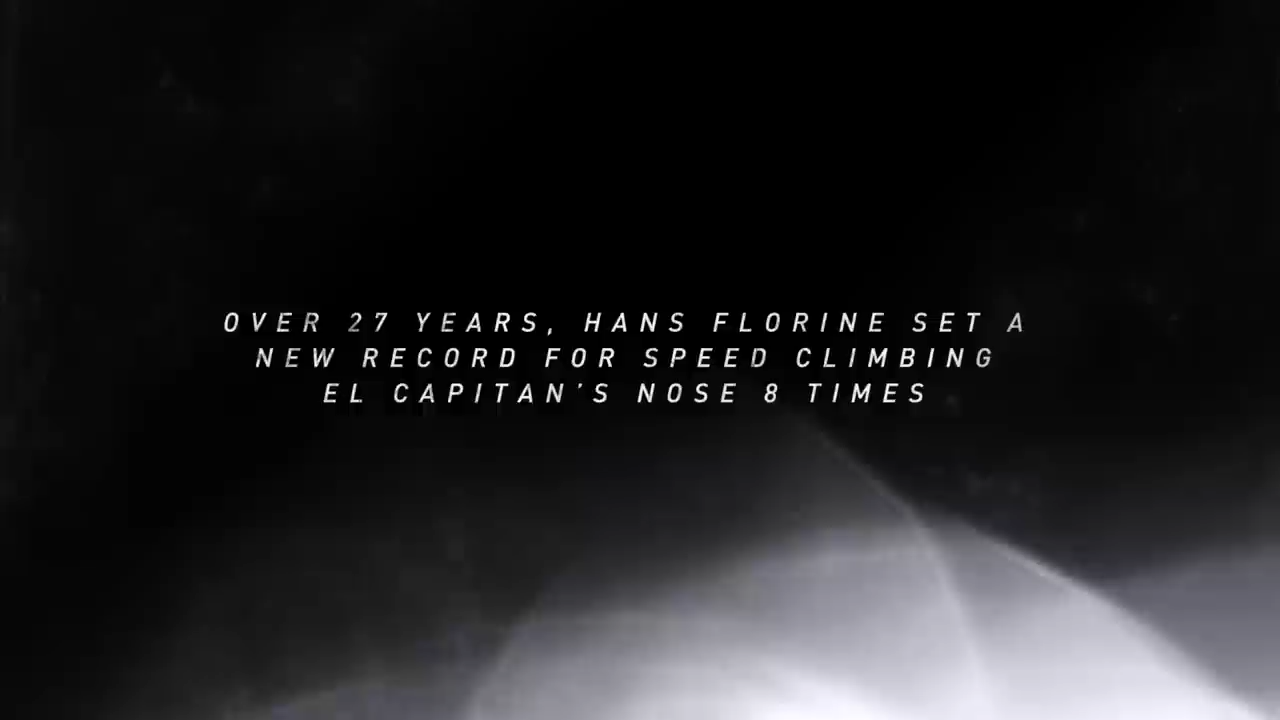 OVER 27 YEARS, HANS FLORINE SET A
NEW RECORD FOR SPEED CLIMBING
EL CAPITAN'S NOSE 8 TIMES